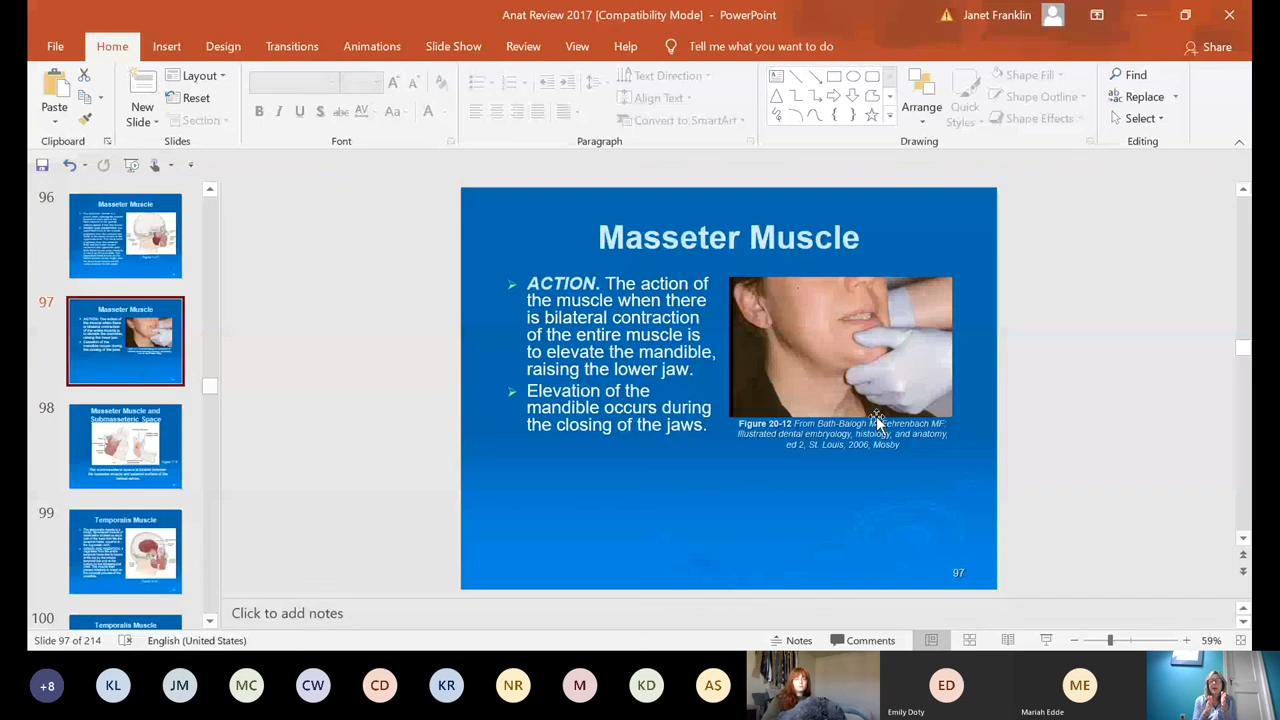 Anat Review 2017 [Compatibility Mode] - PowerPoint
Janet Franklin
File Home Insert Design Transitions Animations Slide Show Review View Help Tell me what you want to do Share
Paste
Clipboard
New Slide
Layout
Reset
Section
Slides
B I U S abc AV Aa A
Font
Text Direction
Align Text
Convert to SmartArt
Paragraph
Arrange
Quick Styles
Shape Fill
Shape Outline
Shape Effects
Drawing
Find
Replace
Select
Editing
96
Masseter Muscle
97
Masseter Muscle
98
Masseter Muscle and
Submasseteric Space
99
Temporalis Muscle
100
Temporalis Muscle
Masseter Muscle
ACTION. The action of
the muscle when there
is bilateral contraction
of the entire muscle is
to elevate the mandible,
raising the lower jaw.
Elevation of the
mandible occurs during
the closing of the jaws.
Figure 20-12 From Bath-Balogh M, Fehrenbach MF:
Illustrated dental embryology, histology, and anatomy,
ed 2, St. Louis, 2006, Mosby
97
Click to add notes
Slide 97 of 214 English (United States) Notes Comments 59%
+8 KL JM MC CW CD KR NR M KD AS ED ME
Emily Doty
Mariah Edde